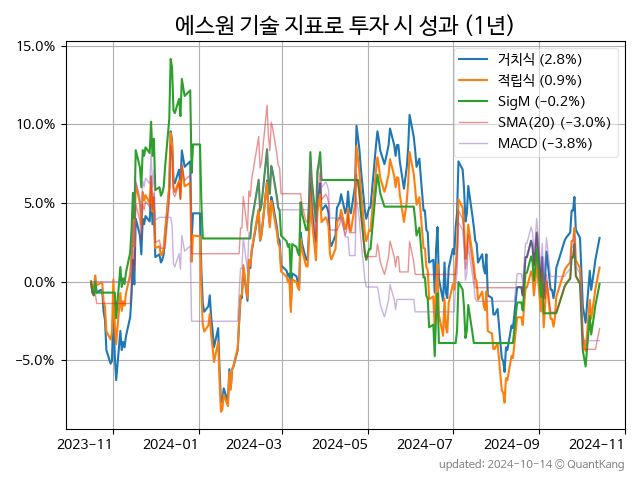 에스원 기술 지표로 투자 시 성과 (1년)
15.0%
10.0%
5.0%
0.0%
−5.0%
거치식 (2.8%)
적립식 (0.9%)
SigM (−0.2%)
SMA(20) (−3.0%)
MACD (−3.8%)
2023-11 2024-01 2024-03 2024-05 2024-07 2024-09 2024-11
updated: 2024-10-14 © QuantKang